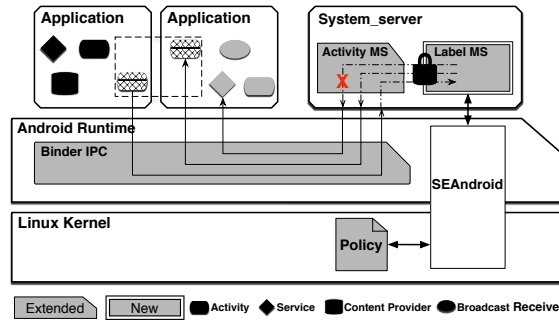 Application
Application
System_server
Activity MS
Label MS
X
Android Runtime
Binder IPC
SEAndroid
Linux Kernel
Policy
Extended
New
Activity
Service
Content Provider
Broadcast Receive